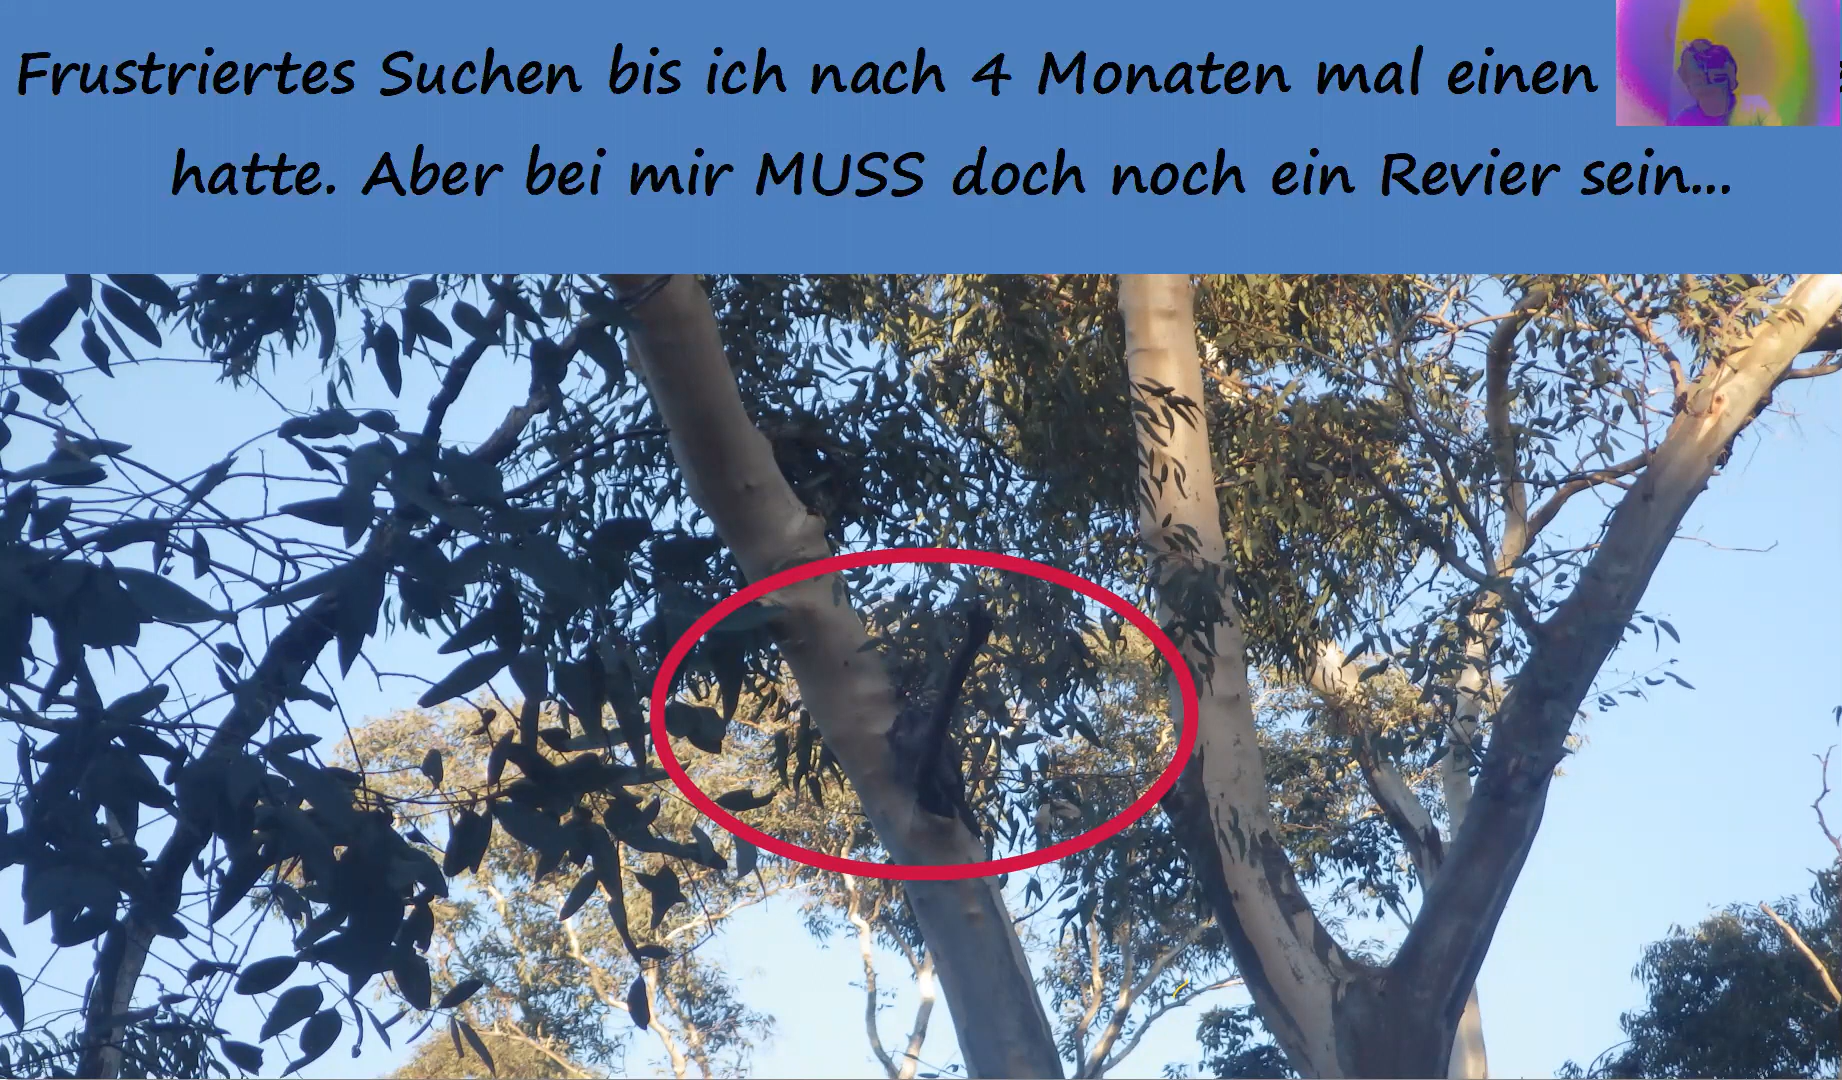 Frustriertes Suchen bis ich nach 4 Monaten mal einen
hatte. Aber bei mir MUSS doch noch ein Revier sein...